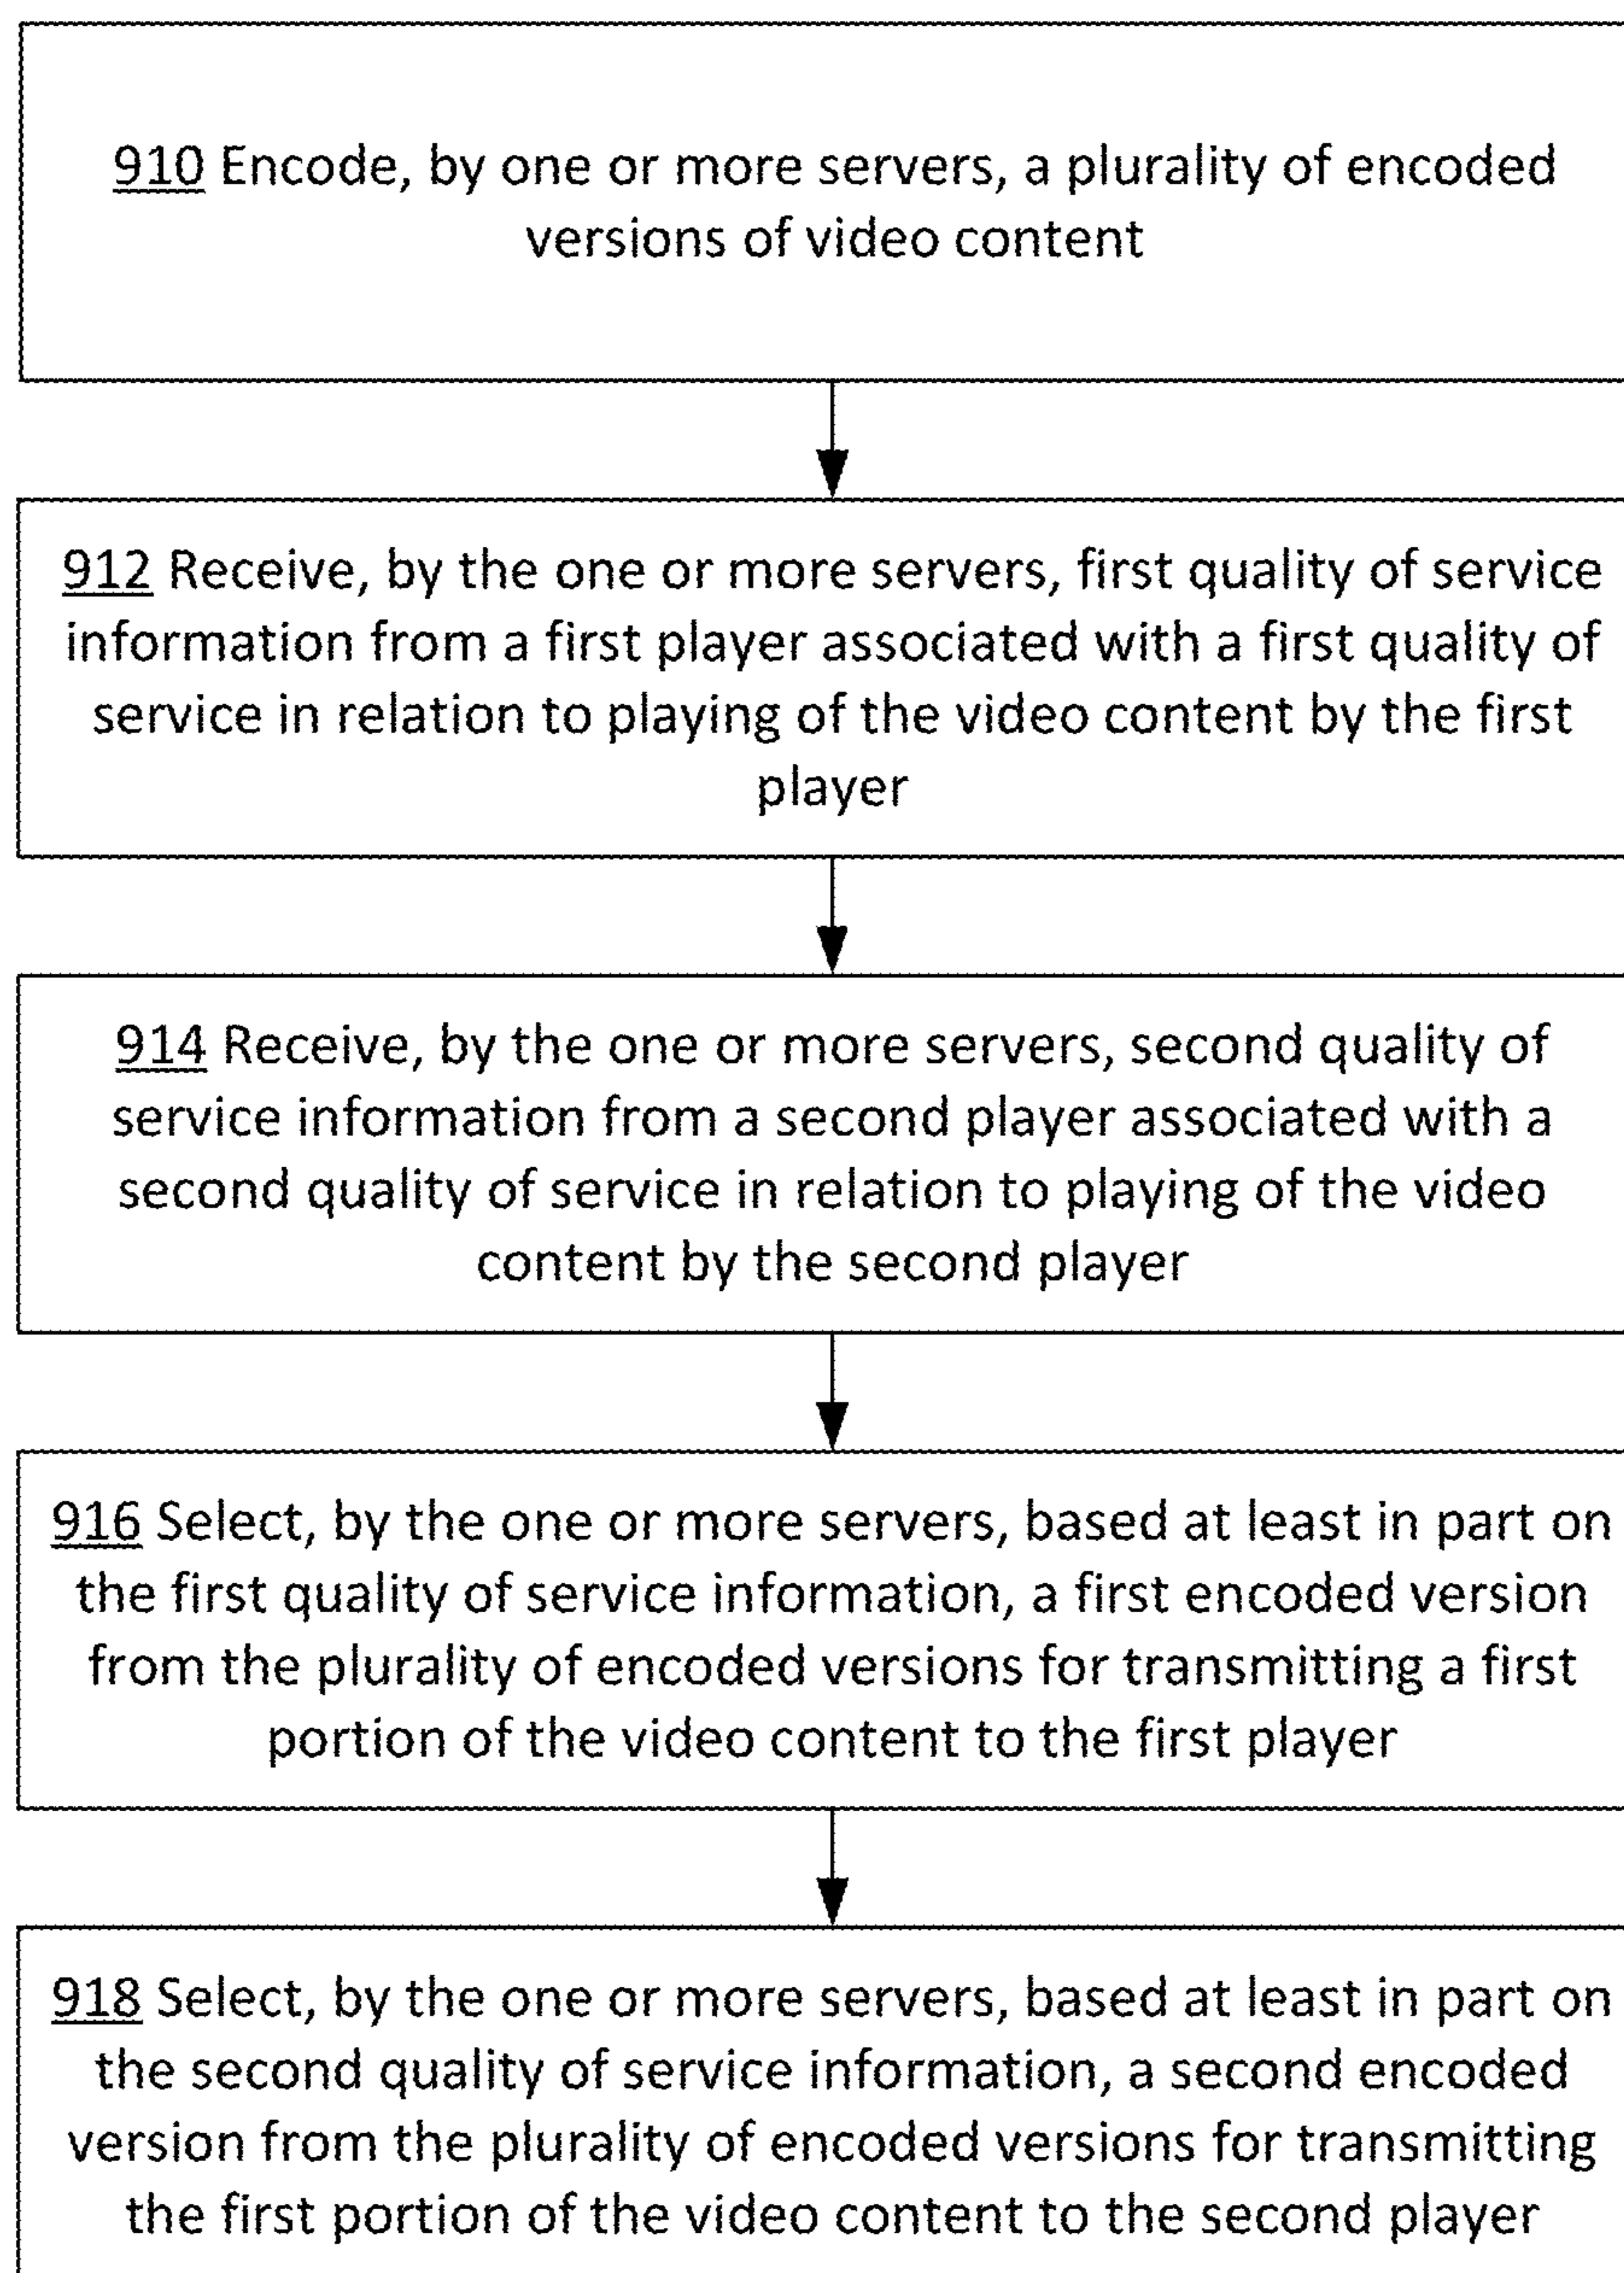 910 Encode, by one or more servers, a plurality of encoded
versions of video content
912 Receive, by the one or more servers, first quality of service
information from a first player associated with a first quality of
service in relation to playing of the video content by the first
player
914 Receive, by the one or more servers, second quality of
service information from a second player associated with a
second quality of service in relation to playing of the video
content by the second player
916 Select, by the one or more servers, based at least in part on
the first quality of service information, a first encoded version
from the plurality of encoded versions for transmitting a first
portion of the video content to the first player
918 Select, by the one or more servers, based at least in part on
the second quality of service information, a second encoded
version from the plurality of encoded versions for transmitting
the first portion of the video content to the second player